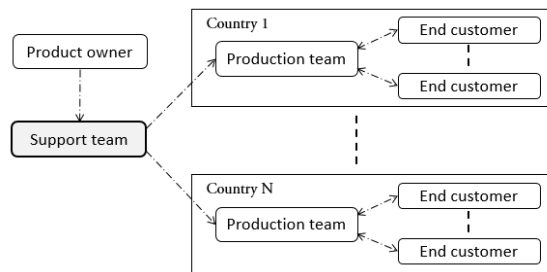 Country 1
Product owner
Production team
End customer
End customer
Support team
Country N
Production team
End customer
End customer